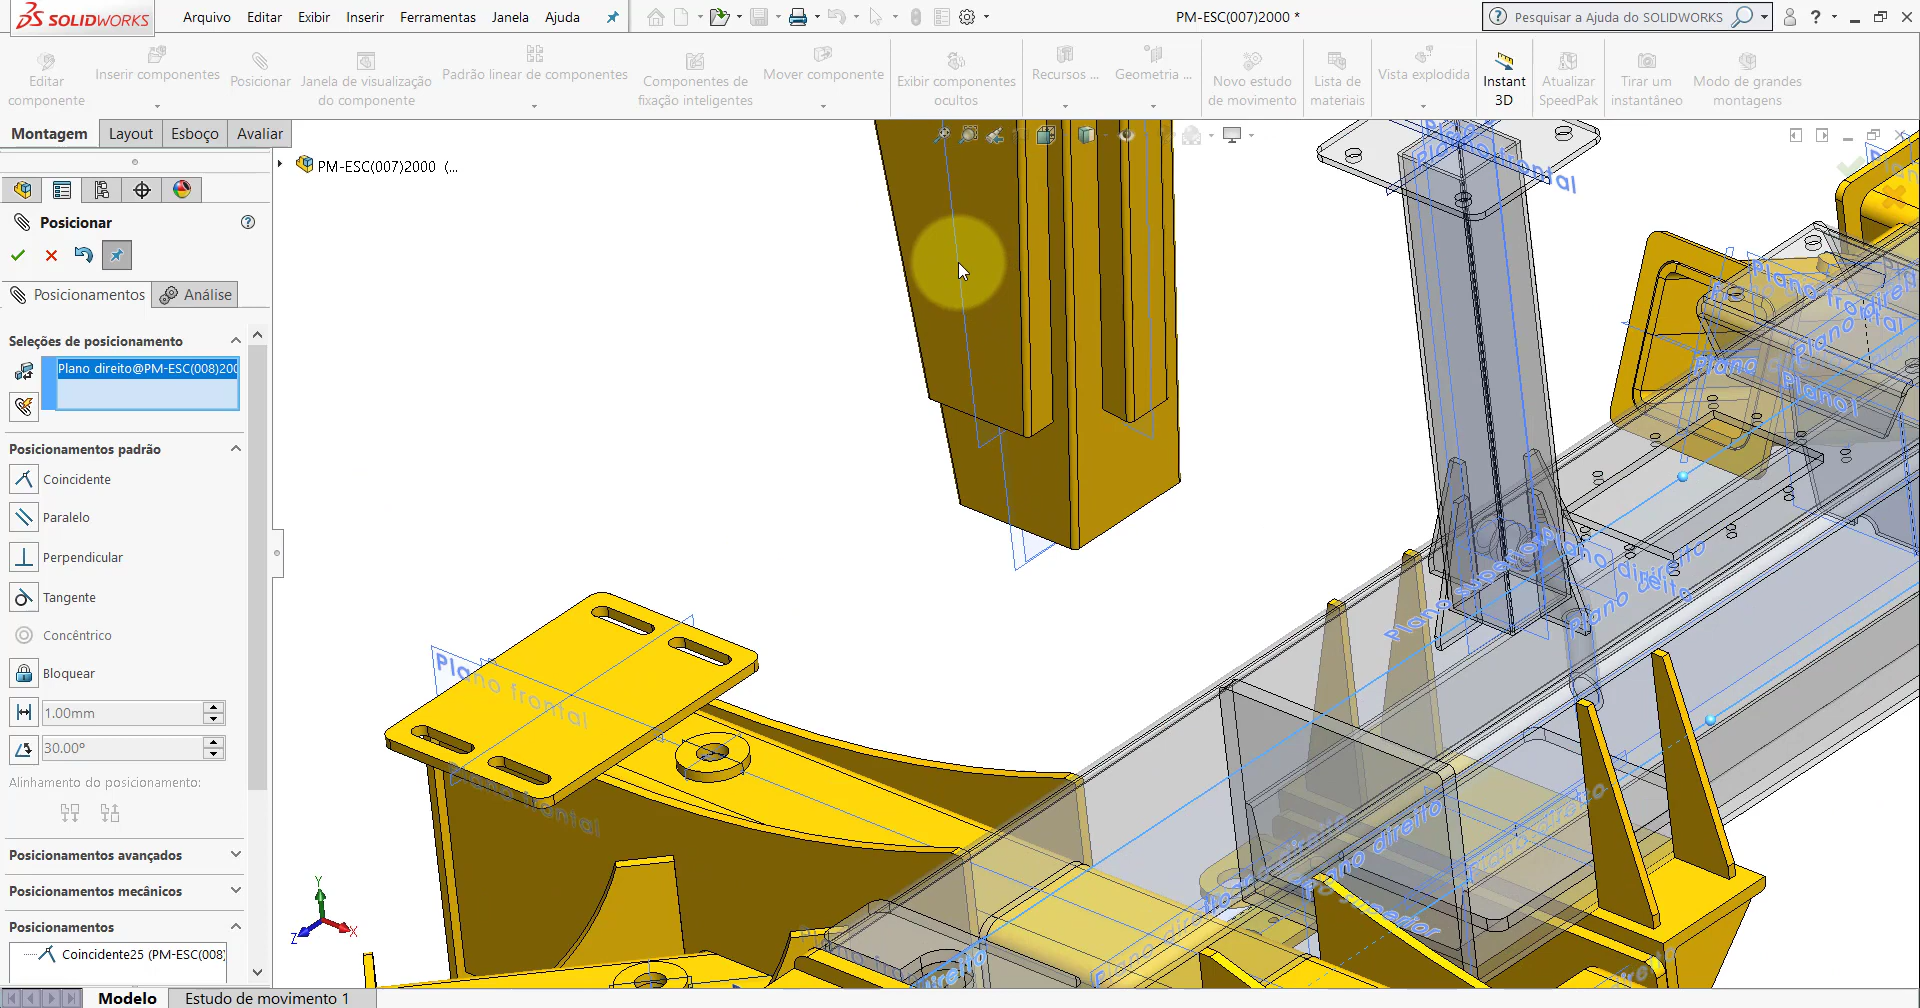 SOLIDWORKS
Arquivo Editar Exibir Inserir Ferramentas Janela Ajuda
PM-ESC(007)2000 *
Pesquisar a Ajuda do SOLIDWORKS
Editar componente
Inserir componentes
Posicionar
Janela de visualização do componente
Padrão linear de componentes
Componentes de fixação inteligentes
Mover componente
Exibir componentes ocultos
Recursos ...
Geometria ...
Novo estudo de movimento
Lista de materiais
Vista explodida
Instant 3D
Atualizar SpeedPak
Tirar um instantâneo
Modo de grandes montagens
Montagem Layout Esboço Avaliar
PM-ESC(007)2000 (...
Posicionar
Posicionamentos Análise
Seleções de posicionamento
Plano direito@PM-ESC(008)200
Posicionamentos padrão
Coincidente
Paralelo
Perpendicular
Tangente
Concêntrico
Bloquear
1.00mm
30.00°
Alinhamento do posicionamento:
Posicionamentos avançados
Posicionamentos mecânicos
Posicionamentos
Coincidente25 (PM-ESC(008)
Plano frontal
Plano frontal
Plano direito
Plano1
Plano direito
Y
X
Z
Modelo Estudo de movimento 1